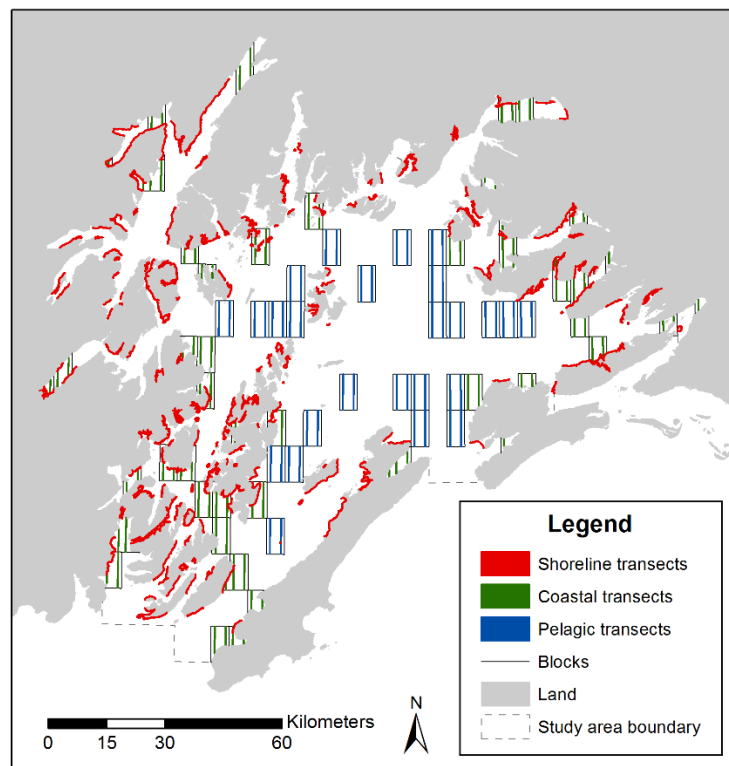 Legend
Shoreline transects
Coastal transects
Pelagic transects
Blocks
Land
Study area boundary
Kilometers
0 15 30 60
N